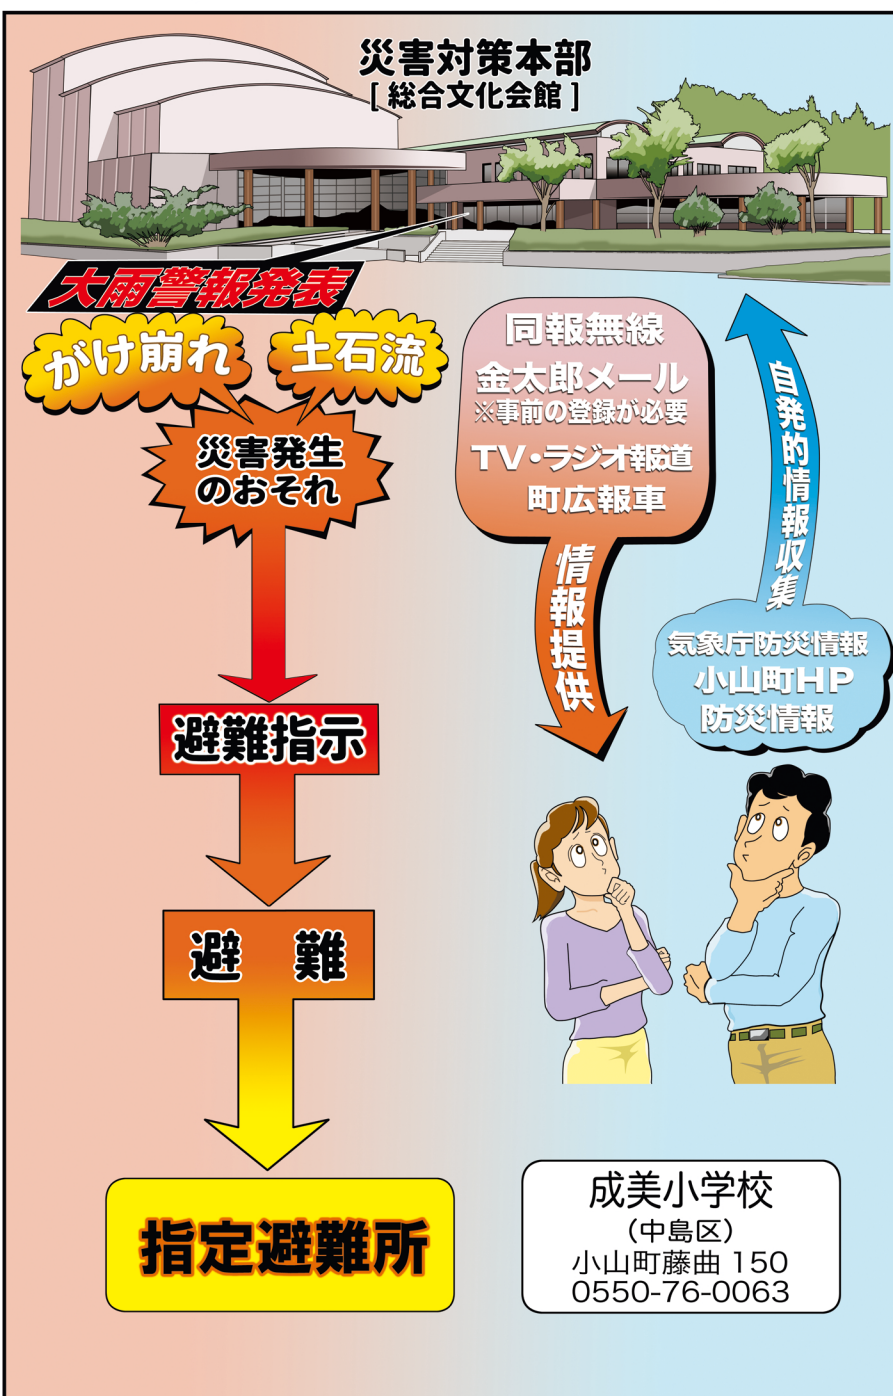 災害対策本部
[ 総合文化会館 ]
大雨警報発表
がけ崩れ
土石流
災害発生
のおそれ
避難指示
避 難
指定避難所
同報無線
金太郎メール
※事前の登録が必要
TV・ラジオ報道
町広報車
情報提供
自発的情報収集
気象庁防災情報
小山町HP
防災情報
成美小学校
(中島区)
小山町藤曲 150
0550-76-0063